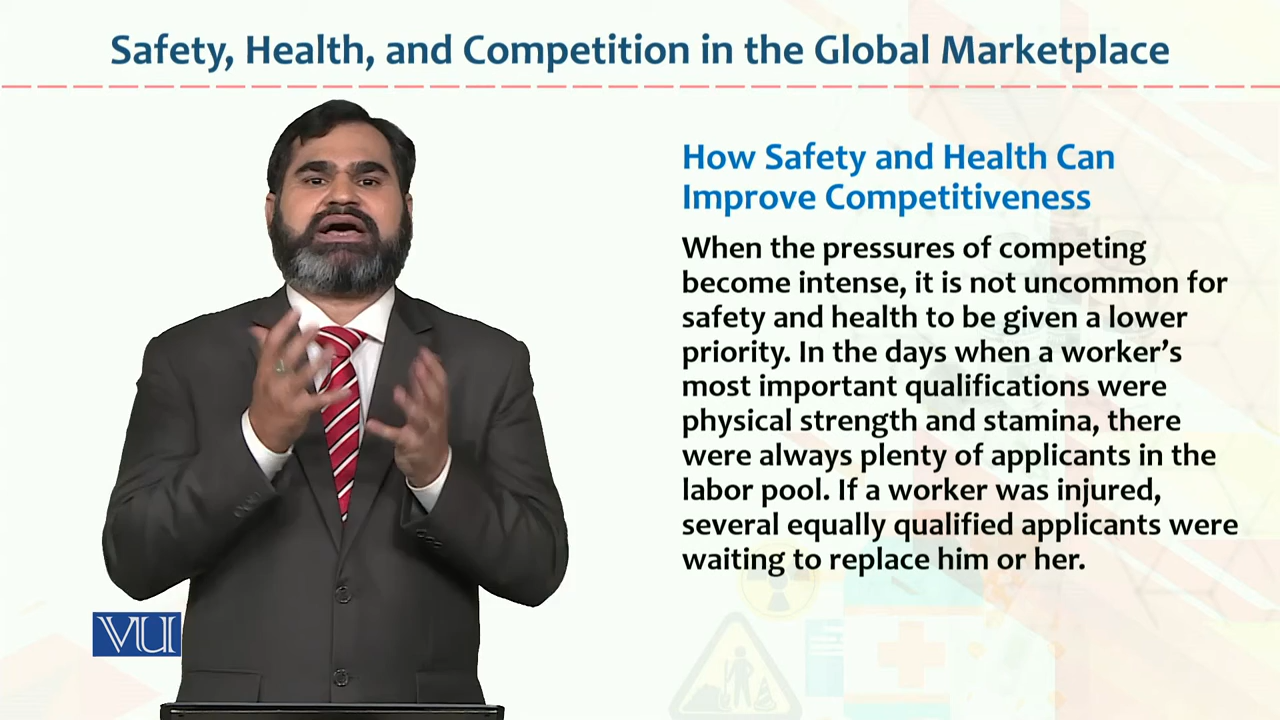 Safety, Health, and Competition in the Global Marketplace
How Safety and Health Can
Improve Competitiveness
When the pressures of competing
become intense, it is not uncommon for
safety and health to be given a lower
priority. In the days when a worker’s
most important qualifications were
physical strength and stamina, there
were always plenty of applicants in the
labor pool. If a worker was injured,
several equally qualified applicants were
waiting to replace him or her.
VU